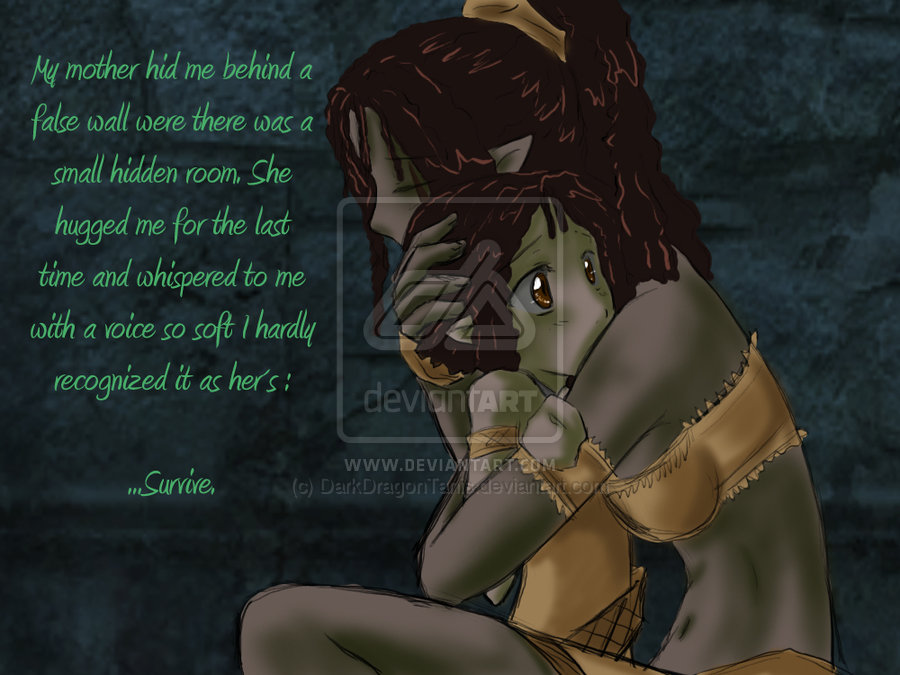 My mother hid me behind a
false wall were there was a
small hidden room. She
hugged me for the last
time and whispered to me
with a voice so soft I hardly
recognized it as her's :
...Survive.
deviantART
WWW.DEVIANTART.COM
(c) DarkDragonTania.deviantart.com